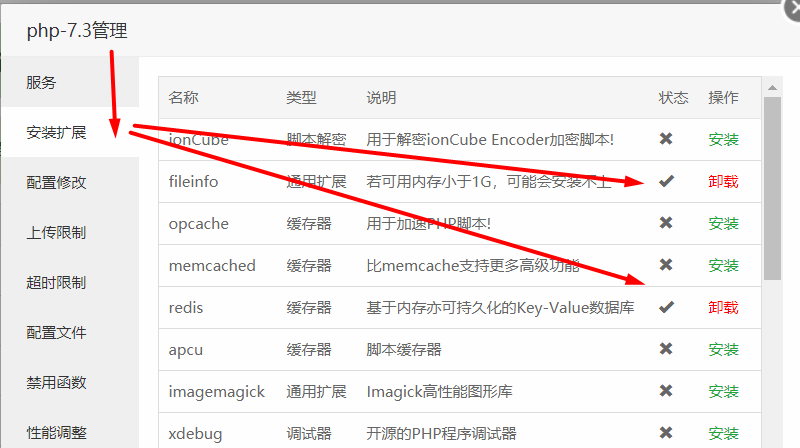 php-7.3管理
服务
安装扩展
配置修改
上传限制
超时限制
配置文件
禁用函数
性能调整
名称 类型 说明 状态 操作
ionCube 脚本解密 用于解密ionCube Encoder加密脚本! 安装
fileinfo 通用扩展 若可用内存小于1G，可能会安装不上 卸载
opcache 缓存器 用于加速PHP脚本! 安装
memcached 缓存器 比memcache支持更多高级功能 安装
redis 缓存器 基于内存亦可持久化的Key-Value数据库 卸载
apcu 缓存器 脚本缓存器 安装
imagemagick 通用扩展 Imagick高性能图形库 安装
xdebug 调试器 开源的PHP程序调试器 安装